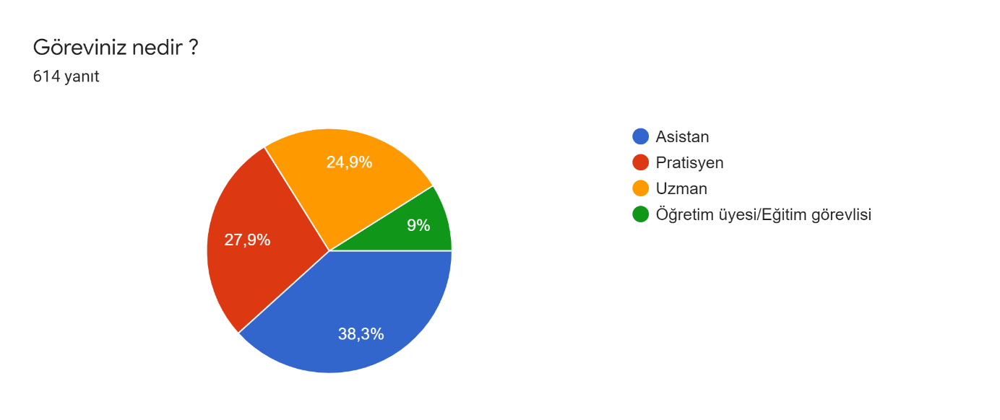 Göreviniz nedir ?
614 yanıt
Asistan
Pratisyen
Uzman
Öğretim üyesi/Eğitim görevlisi
24,9%
9%
27,9%
38,3%